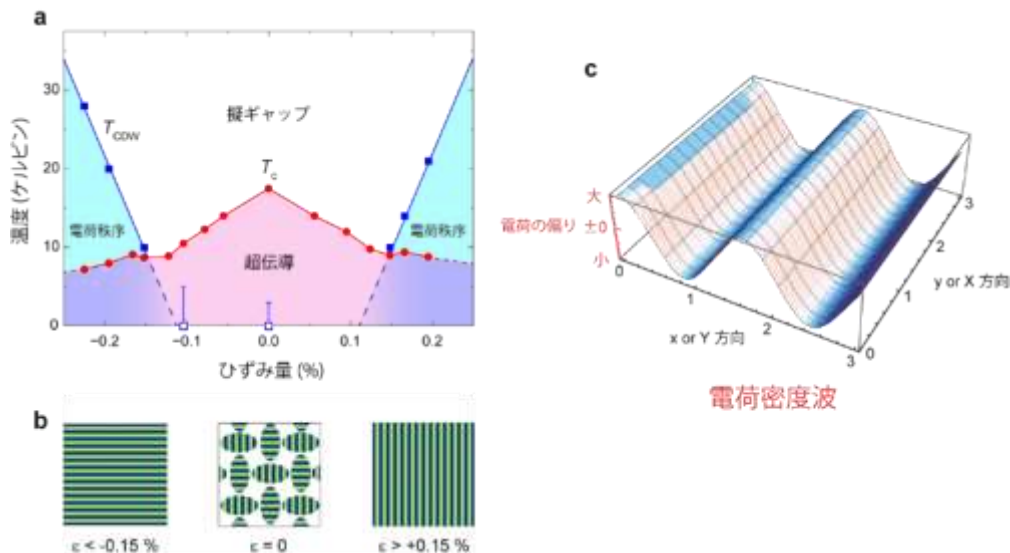 a
30
20
10
0
温度 (ケルビン)
T_CDW
擬ギャップ
T_c
電荷秩序
超伝導
電荷秩序
−0.2
−0.1
0.0
0.1
0.2
ひずみ量 (%)
b
ε < -0.15 %
ε = 0
ε > +0.15 %
c
大
電荷の偏り ±0
小
0
1
2
3
x or Y 方向
0
1
2
3
y or X 方向
電荷密度波